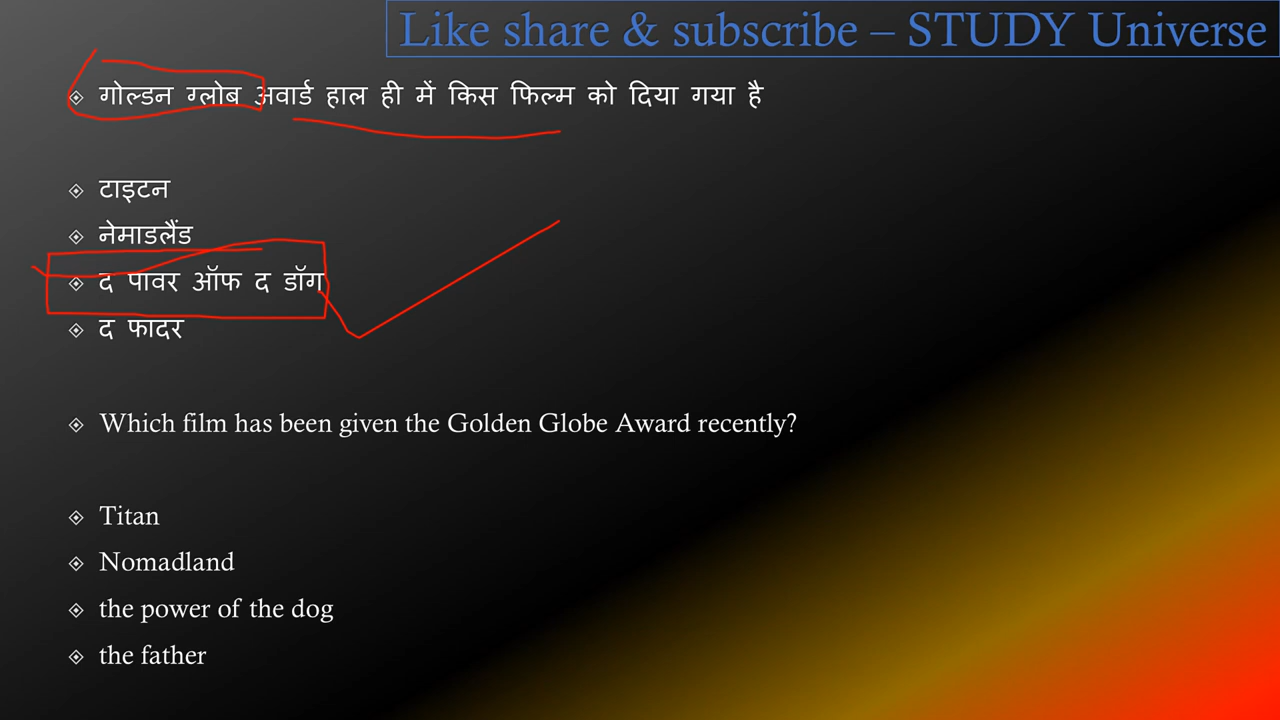 Like share & subscribe – STUDY Universe
गोल्डन ग्लोब अवार्ड हाल ही में किस फिल्म को दिया गया है
टाइटन
नेमाडलैंड
द पावर ऑफ द डॉग
द फादर
Which film has been given the Golden Globe Award recently?
Titan
Nomadland
the power of the dog
the father